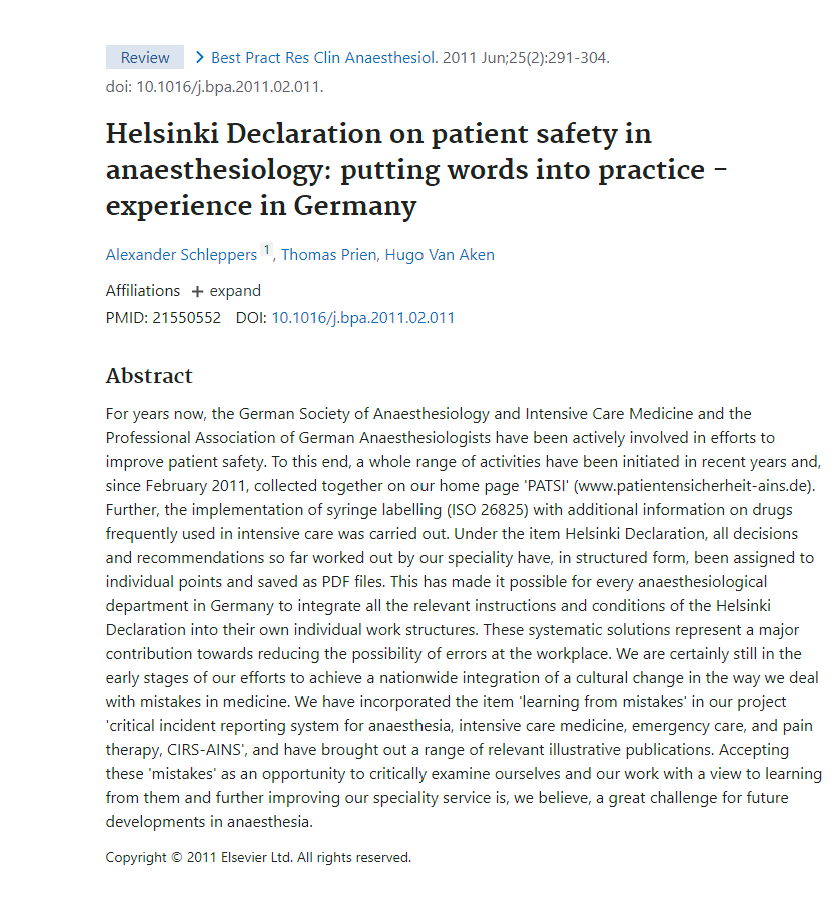 Review > Best Pract Res Clin Anaesthesiol. 2011 Jun;25(2):291-304.
doi: 10.1016/j.bpa.2011.02.011.
Helsinki Declaration on patient safety in
anaesthesiology: putting words into practice -
experience in Germany
Alexander Schleppers 1, Thomas Prien, Hugo Van Aken
Affiliations + expand
PMID: 21550552 DOI: 10.1016/j.bpa.2011.02.011
Abstract
For years now, the German Society of Anaesthesiology and Intensive Care Medicine and the
Professional Association of German Anaesthesiologists have been actively involved in efforts to
improve patient safety. To this end, a whole range of activities have been initiated in recent years and,
since February 2011, collected together on our home page 'PATSI' (www.patientensicherheit-ains.de).
Further, the implementation of syringe labelling (ISO 26825) with additional information on drugs
frequently used in intensive care was carried out. Under the item Helsinki Declaration, all decisions
and recommendations so far worked out by our speciality have, in structured form, been assigned to
individual points and saved as PDF files. This has made it possible for every anaesthesiological
department in Germany to integrate all the relevant instructions and conditions of the Helsinki
Declaration into their own individual work structures. These systematic solutions represent a major
contribution towards reducing the possibility of errors at the workplace. We are certainly still in the
early stages of our efforts to achieve a nationwide integration of a cultural change in the way we deal
with mistakes in medicine. We have incorporated the item 'learning from mistakes' in our project
'critical incident reporting system for anaesthesia, intensive care medicine, emergency care, and pain
therapy, CIRS-AINS', and have brought out a range of relevant illustrative publications. Accepting
these 'mistakes' as an opportunity to critically examine ourselves and our work with a view to learning
from them and further improving our speciality service is, we believe, a great challenge for future
developments in anaesthesia.
Copyright © 2011 Elsevier Ltd. All rights reserved.